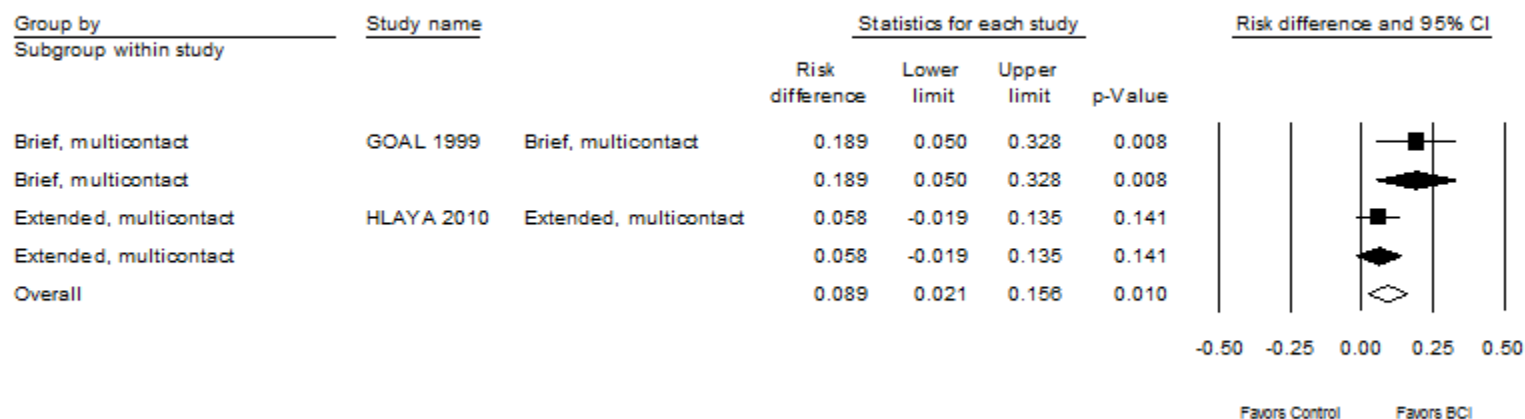 Group by Study name Statistics for each study Risk difference and 95% CI
Subgroup within study
Risk Lower Upper
difference limit limit p-Value
Brief, multicontact GOAL 1999 Brief, multicontact 0.189 0.050 0.328 0.008
Brief, multicontact 0.189 0.050 0.328 0.008
Extended, multicontact HLAYA 2010 Extended, multicontact 0.058 -0.019 0.135 0.141
Extended, multicontact 0.058 -0.019 0.135 0.141
Overall 0.089 0.021 0.156 0.010
-0.50 -0.25 0.00 0.25 0.50
Favors Control Favors BCI